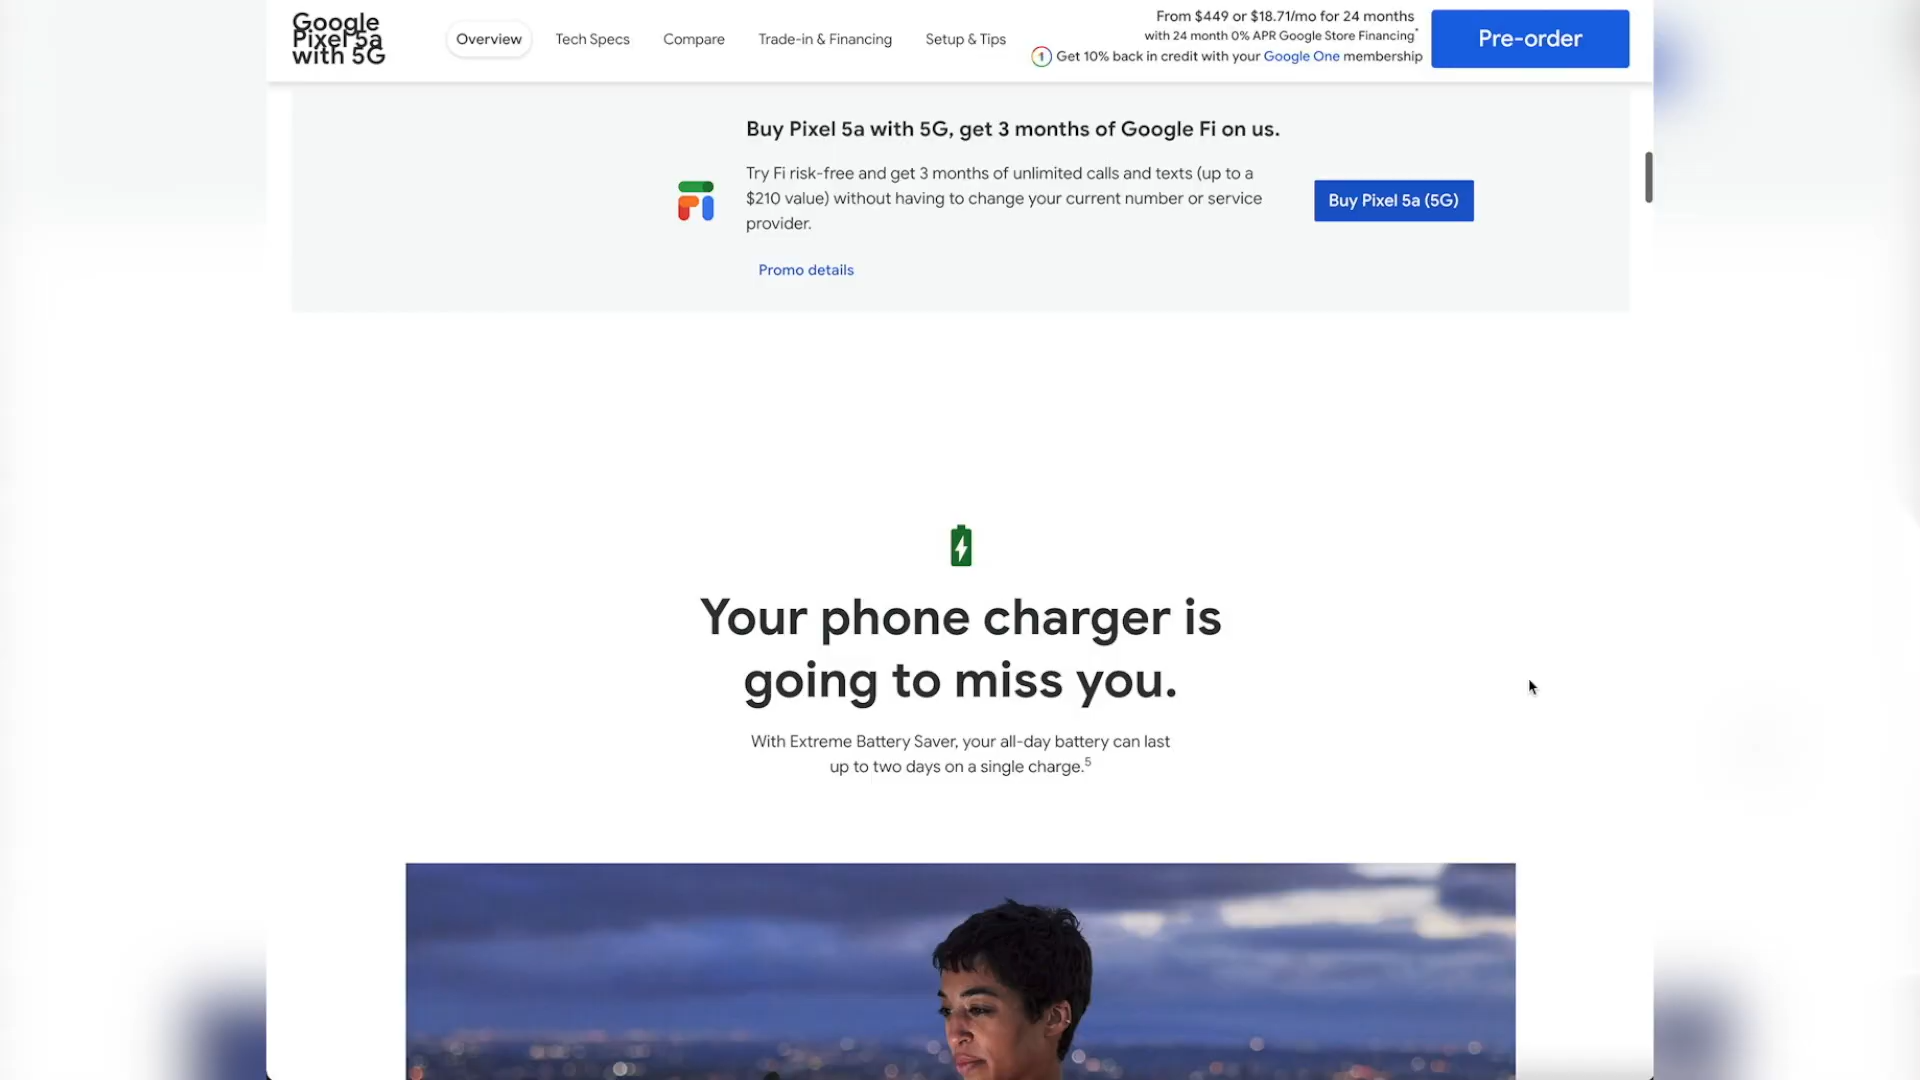 Google
Pixel 5a
with 5G
Overview
Tech Specs
Compare
Trade-in & Financing
Setup & Tips
From $449 or $18.71/mo for 24 months
with 24 month 0% APR Google Store Financing*
1 Get 10% back in credit with your Google One membership
Pre-order
Buy Pixel 5a with 5G, get 3 months of Google Fi on us.
Try Fi risk-free and get 3 months of unlimited calls and texts (up to a
$210 value) without having to change your current number or service
provider.
Promo details
Buy Pixel 5a (5G)
Your phone charger is
going to miss you.
With Extreme Battery Saver, your all-day battery can last
up to two days on a single charge.5